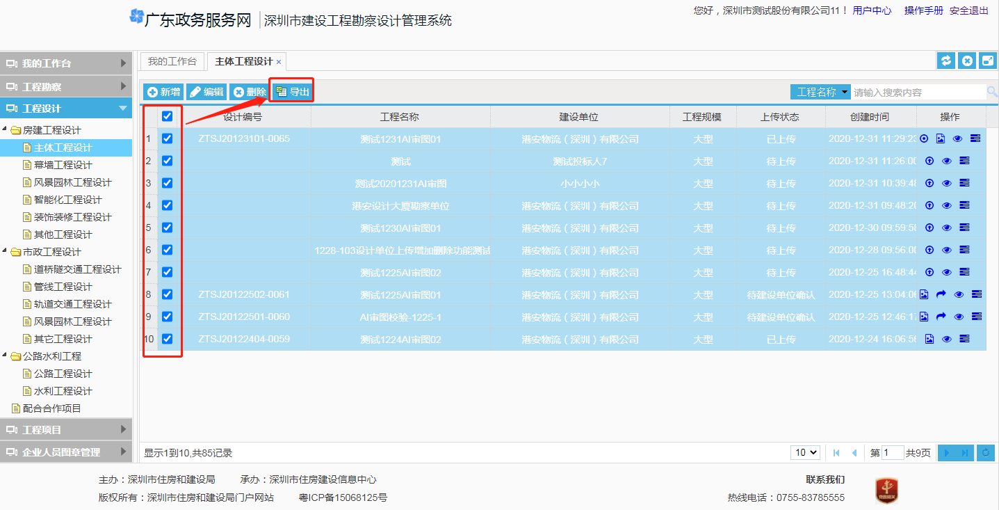 广东政务服务网 深圳市建设工程勘察设计管理系统
您好，深圳市测试股份有限公司11！ 用户中心 操作手册 安全退出
我的工作台
工程勘察
工程设计
房建工程设计
主体工程设计
幕墙工程设计
风景园林工程设计
智能化工程设计
装饰装修工程设计
其他工程设计
市政工程设计
道桥隧交通工程设计
管线工程设计
轨道交通工程设计
风景园林工程设计
其它工程设计
公路水利工程
公路工程设计
水利工程设计
配合合作项目
工程项目
企业人员图章管理
我的工作台 主体工程设计 ×
新增 编辑 删除 导出 工程名称 请输入搜索内容
设计编号 工程名称 建设单位 工程规模 上传状态 创建时间 操作
1 ZTSJ20123101-0065 测试1231AI审图01 港安物流（深圳）有限公司 大型 已上传 2020-12-31 11:29:23
2 测试 测试投标人7 大型 待上传 2020-12-31 11:26:00
3 测试20201231AI审图 小小小小 大型 待上传 2020-12-31 10:39:48
4 港安设计大厦勘察单位 港安物流（深圳）有限公司 大型 待上传 2020-12-31 09:48:20
5 测试1230AI审图01 港安物流（深圳）有限公司 大型 待上传 2020-12-30 09:59:58
6 1228-103设计单位上传增加删除功能测试 港安物流（深圳）有限公司 大型 待上传 2020-12-28 09:56:00
7 测试1225AI审图02 港安物流（深圳）有限公司 大型 待上传 2020-12-25 16:48:44
8 ZTSJ20122502-0061 测试1225AI审图01 港安物流（深圳）有限公司 大型 待建设单位确认 2020-12-25 13:04:06
9 ZTSJ20122501-0060 AI审图校验-1225-1 港安物流（深圳）有限公司 大型 待建设单位确认 2020-12-25 12:46:17
10 ZTSJ20122404-0059 测试1224AI审图02 港安物流（深圳）有限公司 大型 已上传 2020-12-24 16:06:56
显示1到10,共85记录 10 第 1 共9页
主办：深圳市住房和建设局 承办：深圳市住房建设信息中心
版权所有：深圳市住房和建设局门户网站 粤ICP备15068125号
联系我们
热线电话：0755-83785555
党政机关